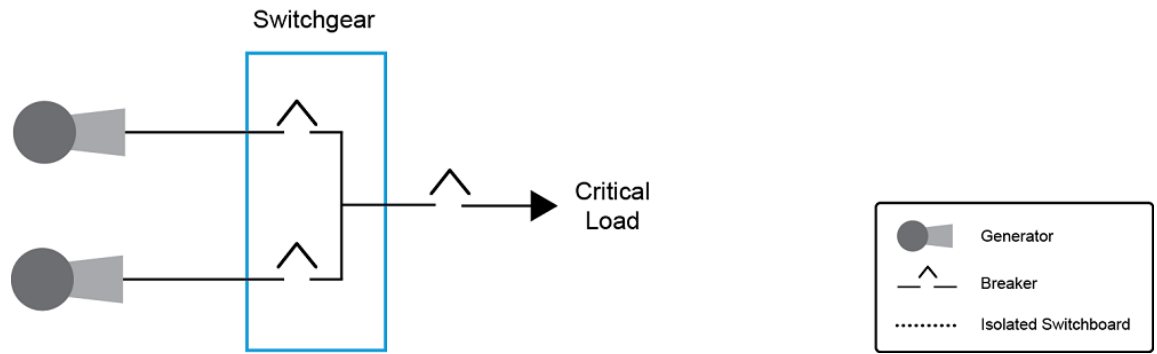 Switchgear
Critical
Load
Generator
Breaker
Isolated Switchboard